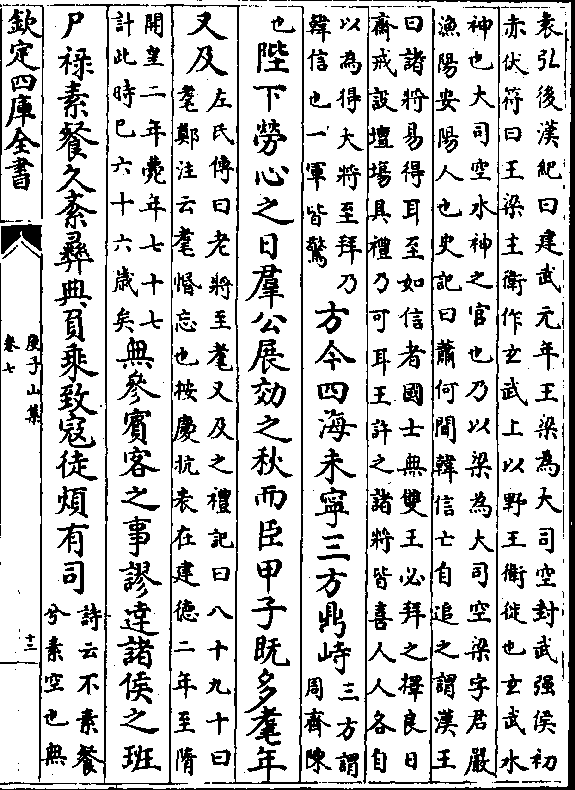 袁弘後漢紀曰建武元年王梁為大司空封武强侯初
赤伏符曰王梁主衛作玄武上以野王衛徙也玄武水
神也大司空水神之官也乃以梁為大司空梁字君嚴
漁陽安陽人也史記曰蕭何聞韓信亡自追之謂漢王
曰諸將易得耳至如信者國士無雙王必拜之擇良日
齋戒設壇塲具禮乃可耳王許之諸將皆喜人人各自
以為得大將至拜乃
韓信也一軍皆驚
方今四海未寧三方鼎峙
三方謂
周齊陳
也
陛下勞心之日羣公展効之秋而臣甲子既多耄年
又及
左氏傳曰老將至耄又及之禮記曰八十九十曰
耄鄭注云耄惛忘也按慶抗表在建德二年至隋
開皇二年薨年七十七
計此時已六十六歲矣
無參賓客之事謬違諸侯之班
尸祿素餐久紊彞典負乘致寇徒煩有司
詩云不素餐
兮素空也無
欽定四庫全書
庾子山集
卷七
十三